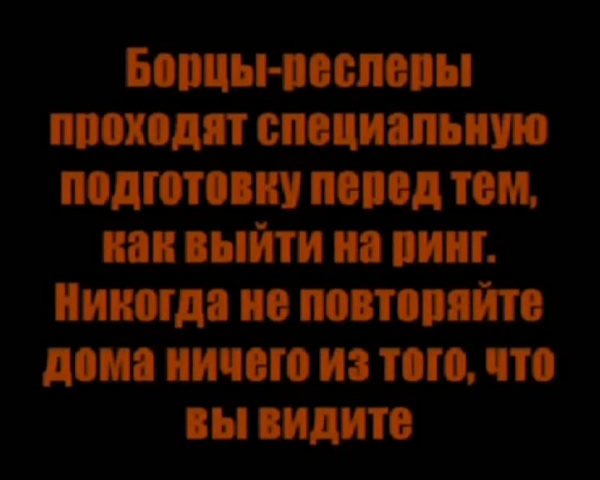 Борцы-реслеры
проходят специальную
подготовку перед тем,
как выйти на ринг.
Никогда не повторяйте
дома ничего из того, что
вы видите